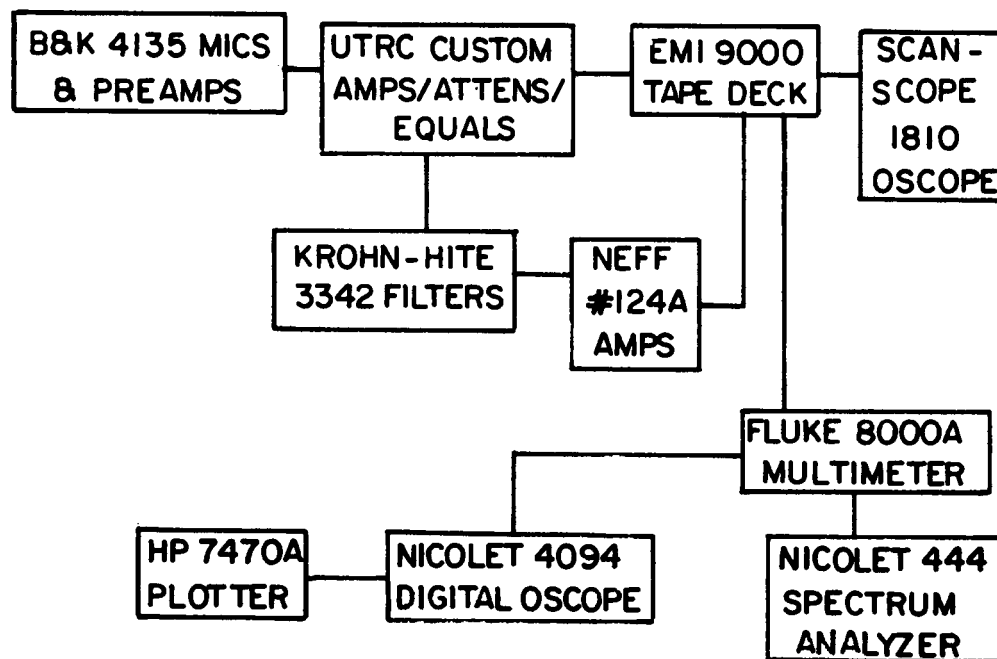 B&K 4135 MICS
& PREAMPS
UTRC CUSTOM
AMPS/ATTENS/
EQUALS
EMI 9000
TAPE DECK
SCAN-
SCOPE
1810
OSCOPE
KROHN-HITE
3342 FILTERS
NEFF
#124A
AMPS
FLUKE 8000A
MULTIMETER
HP 7470A
PLOTTER
NICOLET 4094
DIGITAL OSCOPE
NICOLET 444
SPECTRUM
ANALYZER